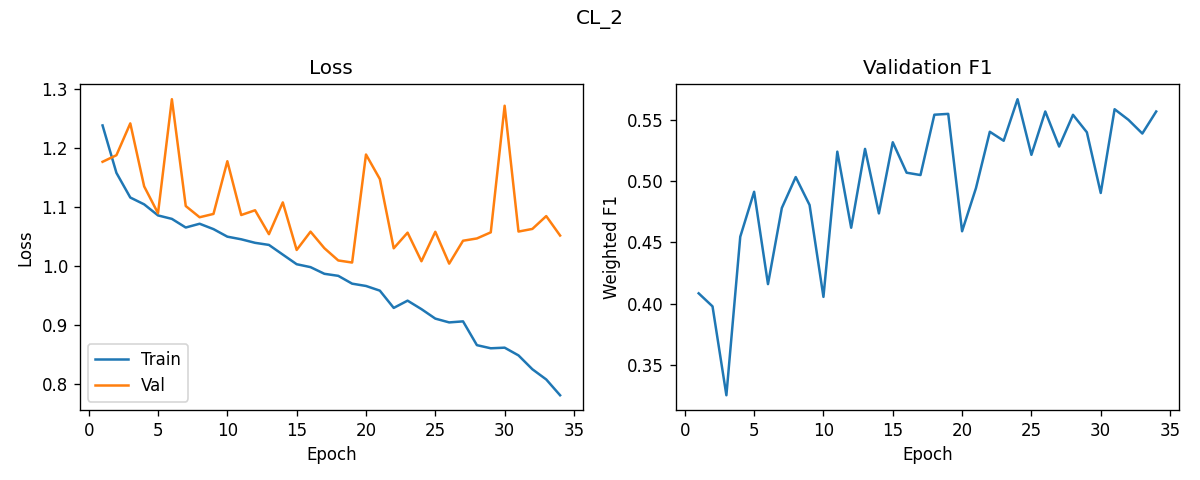 CL_2
Loss
1.3
1.2
1.1
1.0
0.9
0.8
Loss
Train
Val
0 5 10 15 20 25 30 35
Epoch
Validation F1
0.55
0.50
0.45
0.40
0.35
Weighted F1
0 5 10 15 20 25 30 35
Epoch